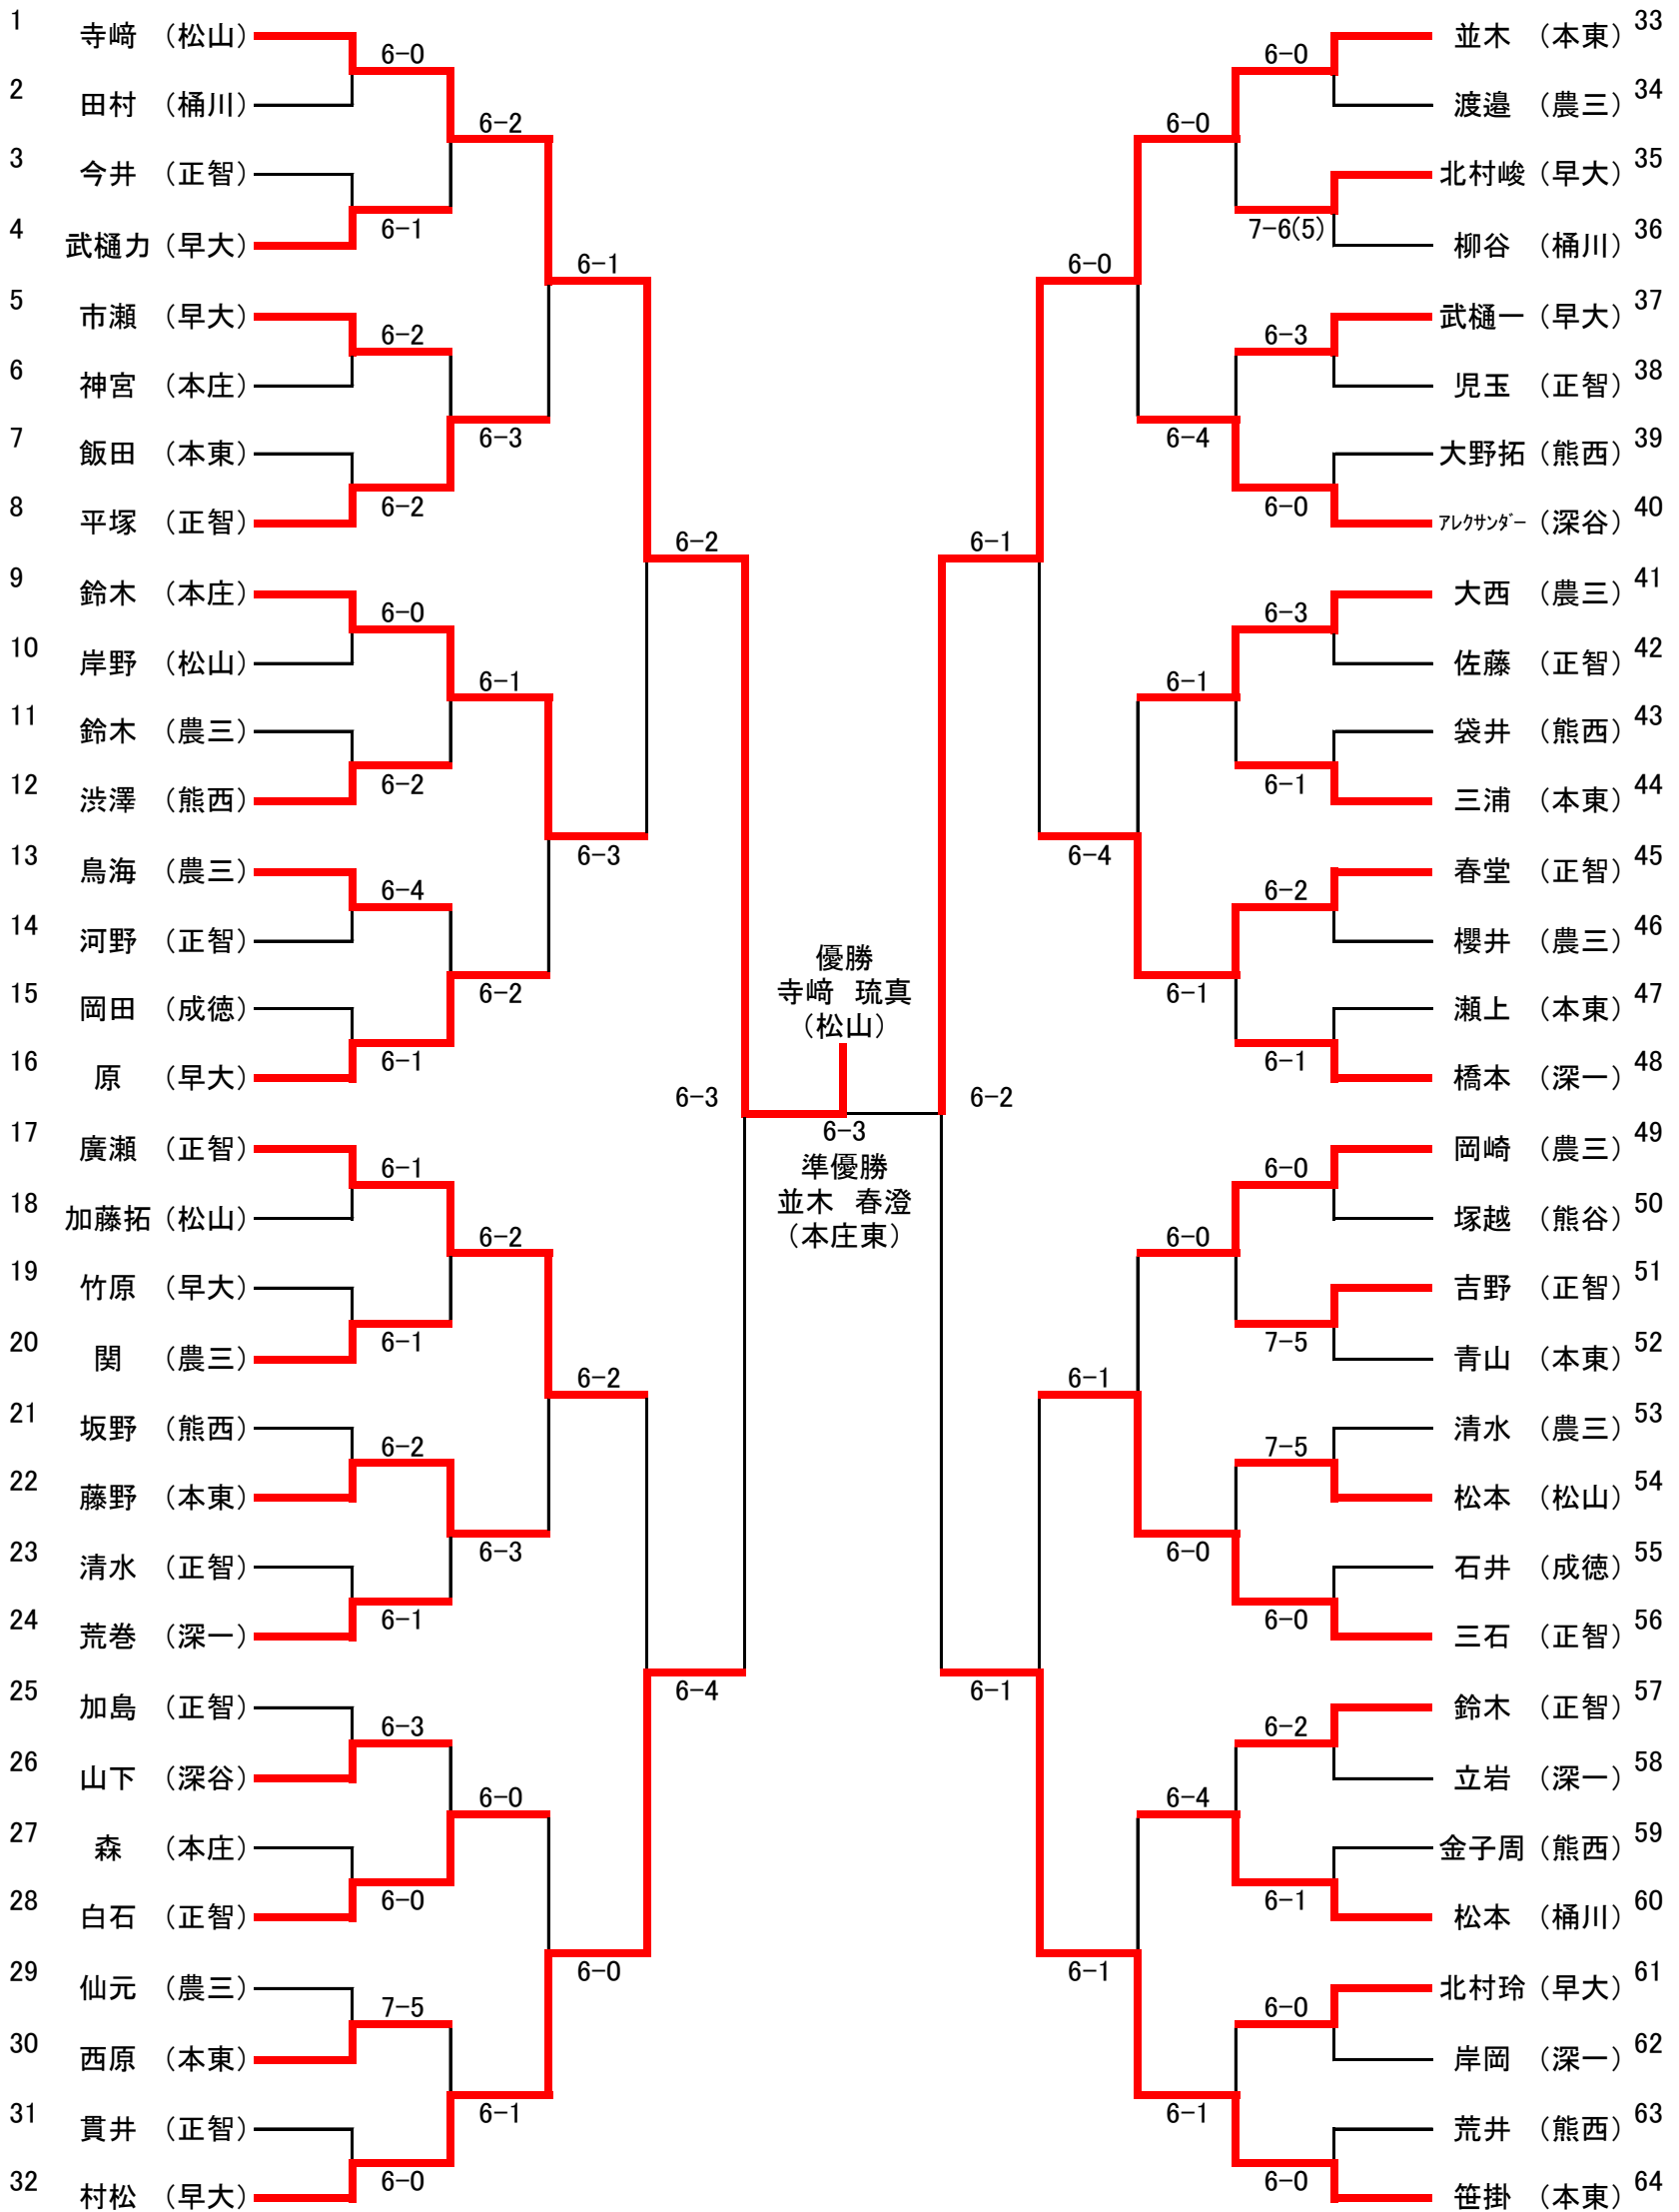 1 寺﨑 （松山）
2 田村 （桶川）
3 今井 （正智）
4 武樋力（早大）
5 市瀬 （早大）
6 神宮 （本庄）
7 飯田 （本東）
8 平塚 （正智）
9 鈴木 （本庄）
10 岸野 （松山）
11 鈴木 （農三）
12 渋澤 （熊西）
13 鳥海 （農三）
14 河野 （正智）
15 岡田 （成徳）
16 原 （早大）
17 廣瀬 （正智）
18 加藤拓（松山）
19 竹原 （早大）
20 関 （農三）
21 坂野 （熊西）
22 藤野 （本東）
23 清水 （正智）
24 荒巻 （深一）
25 加島 （正智）
26 山下 （深谷）
27 森 （本庄）
28 白石 （正智）
29 仙元 （農三）
30 西原 （本東）
31 貫井 （正智）
32 村松 （早大）
6-0
6-1
6-2
6-2
6-0
6-2
6-4
6-1
6-1
6-1
6-2
6-1
6-3
6-0
7-5
6-0
6-2
6-3
6-1
6-2
6-2
6-3
6-0
6-1
6-1
6-3
6-2
6-0
6-2
6-4
6-3
優勝
寺﨑 琉真
（松山）
6-3
準優勝
並木 春澄
（本庄東）
6-2
6-1
6-1
6-0
6-4
6-1
6-1
6-0
6-4
6-1
6-1
6-0
6-0
6-4
6-1
6-0
7-6(5)
6-3
6-0
6-3
6-1
6-2
6-1
6-0
7-5
7-5
6-0
6-2
6-1
6-0
6-0
並木 （本東） 33
渡邉 （農三） 34
北村峻（早大） 35
柳谷 （桶川） 36
武樋一（早大） 37
児玉 （正智） 38
大野拓（熊西） 39
ｱﾚｸｻﾝﾀﾞｰ（深谷） 40
大西 （農三） 41
佐藤 （正智） 42
袋井 （熊西） 43
三浦 （本東） 44
春堂 （正智） 45
櫻井 （農三） 46
瀬上 （本東） 47
橋本 （深一） 48
岡崎 （農三） 49
塚越 （熊谷） 50
吉野 （正智） 51
青山 （本東） 52
清水 （農三） 53
松本 （松山） 54
石井 （成徳） 55
三石 （正智） 56
鈴木 （正智） 57
立岩 （深一） 58
金子周（熊西） 59
松本 （桶川） 60
北村玲（早大） 61
岸岡 （深一） 62
荒井 （熊西） 63
笹掛 （本東） 64